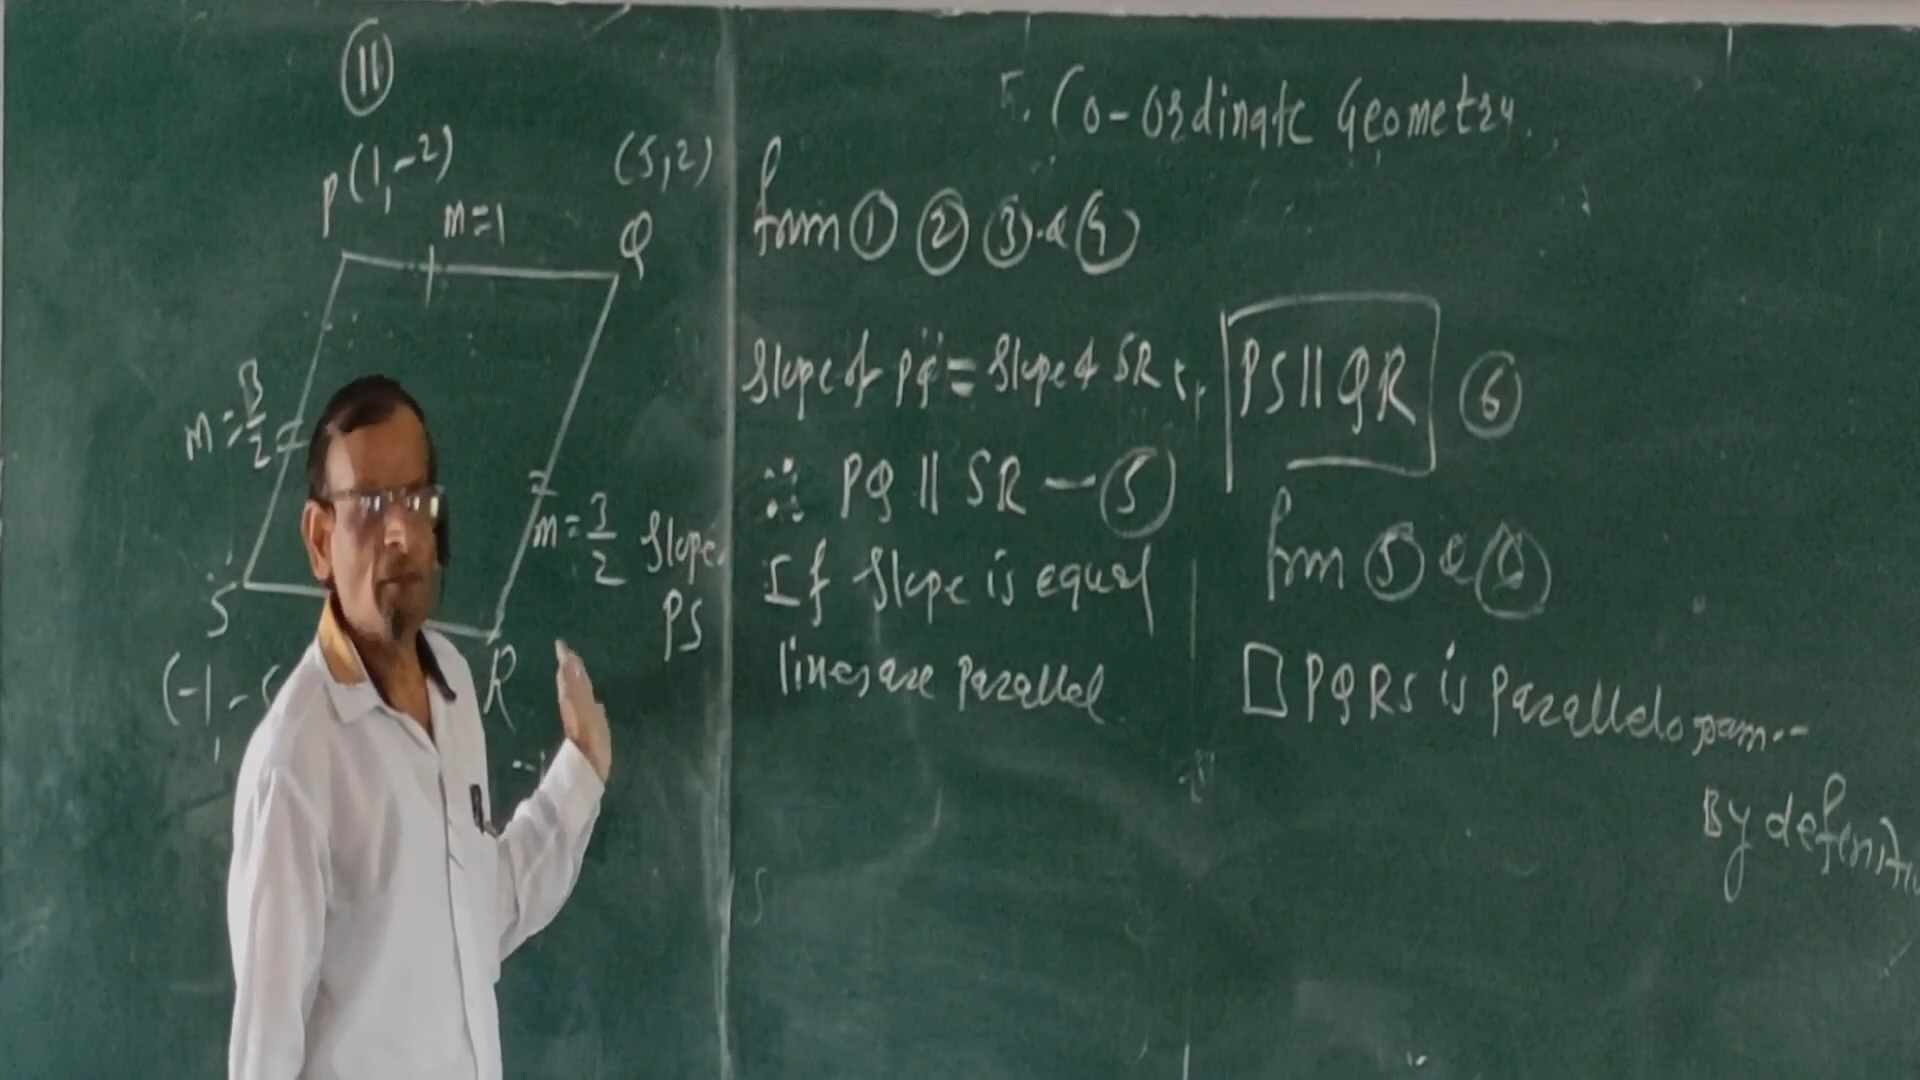 11
5. Co-ordinate Geometry.
P(1,-2)
(5,2)
m=1
Q
m=3/2
m=3/2
S
(-1,-
R
Slope
PS
from ① ② ③ & ④
Slope of PQ = Slope of SR
∴ PQ || SR — ⑤
If Slope is equal
lines are Parallel
PS || QR ⑥
from ⑤ & ⑥
□ PQRS is Parallelogram--
By defeniti